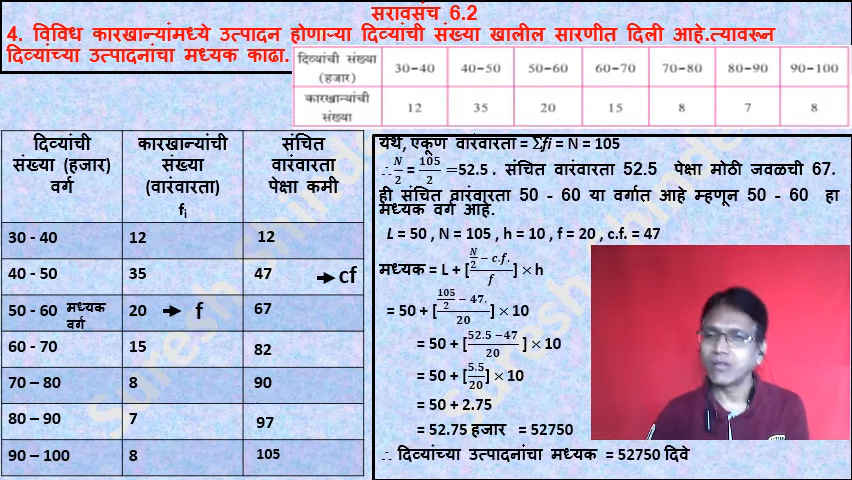 सरावसंच 6.2
4. विविध कारखान्यांमध्ये उत्पादन होणाऱ्या दिव्यांची संख्या खालील सारणीत दिली आहे.त्यावरून
दिव्यांच्या उत्पादनांचा मध्यक काढा.
दिव्यांची संख्या (हजार) 30-40 40-50 50-60 60-70 70-80 80-90 90-100
कारखान्यांची संख्या 12 35 20 15 8 7 8
दिव्यांची संख्या (हजार) वर्ग कारखान्यांची संख्या (वारंवारता) fi संचित वारंवारता पेक्षा कमी
30 - 40 12 12
40 - 50 35 47 → cf
50 - 60 मध्यक वर्ग 20 → f 67
60 - 70 15 82
70 – 80 8 90
80 – 90 7 97
90 – 100 8 105
येथे, एकूण वारंवारता = Σfi = N = 105
∴ N/2 = 105/2 = 52.5 . संचित वारंवारता 52.5 पेक्षा मोठी जवळची 67.
ही संचित वारंवारता 50 - 60 या वर्गात आहे म्हणून 50 - 60 हा
मध्यक वर्ग आहे.
L = 50 , N = 105 , h = 10 , f = 20 , c.f. = 47
मध्यक = L + [(N/2 – c.f.)/f] × h
= 50 + [(105/2 – 47.)/20] × 10
= 50 + [(52.5 –47)/20 ] × 10
= 50 + [5.5/20] × 10
= 50 + 2.75
= 52.75 हजार = 52750
∴ दिव्यांच्या उत्पादनांचा मध्यक = 52750 दिवे